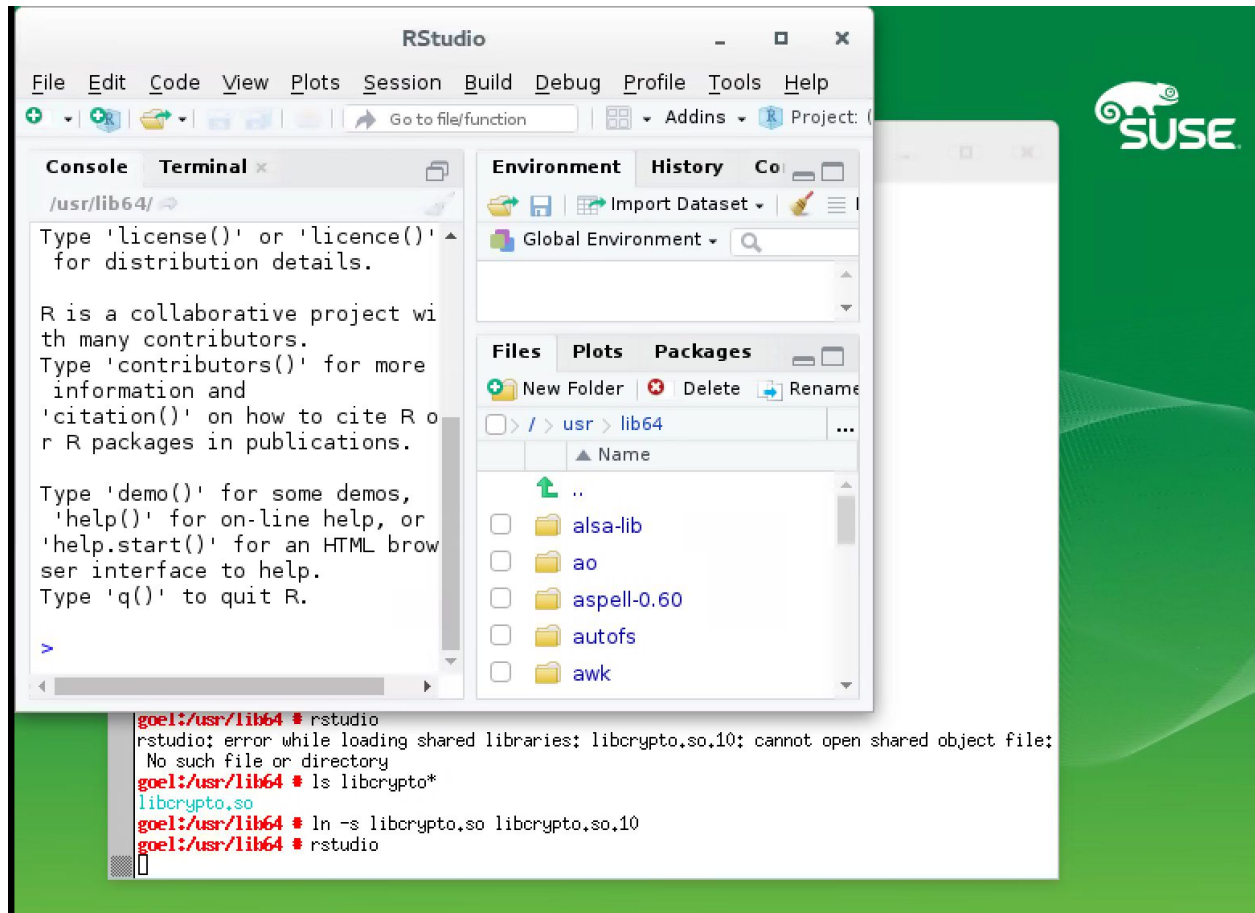 RStudio
File Edit Code View Plots Session Build Debug Profile Tools Help
Go to file/function Addins Project: (
Console Terminal
/usr/lib64/
Type 'license()' or 'licence()'
for distribution details.
R is a collaborative project wi
th many contributors.
Type 'contributors()' for more
information and
'citation()' on how to cite R o
r R packages in publications.
Type 'demo()' for some demos,
'help()' for on-line help, or
'help.start()' for an HTML brow
ser interface to help.
Type 'q()' to quit R.
>
Environment History Co
Import Dataset
Global Environment
Files Plots Packages
New Folder Delete Rename
/ usr lib64 ...
Name
..
alsa-lib
ao
aspell-0.60
autofs
awk
SUSE
goel:/usr/lib64 # rstudio
rstudio: error while loading shared libraries: libcrypto.so.10: cannot open shared object file:
No such file or directory
goel:/usr/lib64 # ls libcrypto*
libcrypto.so
goel:/usr/lib64 # ln -s libcrypto.so libcrypto.so.10
goel:/usr/lib64 # rstudio